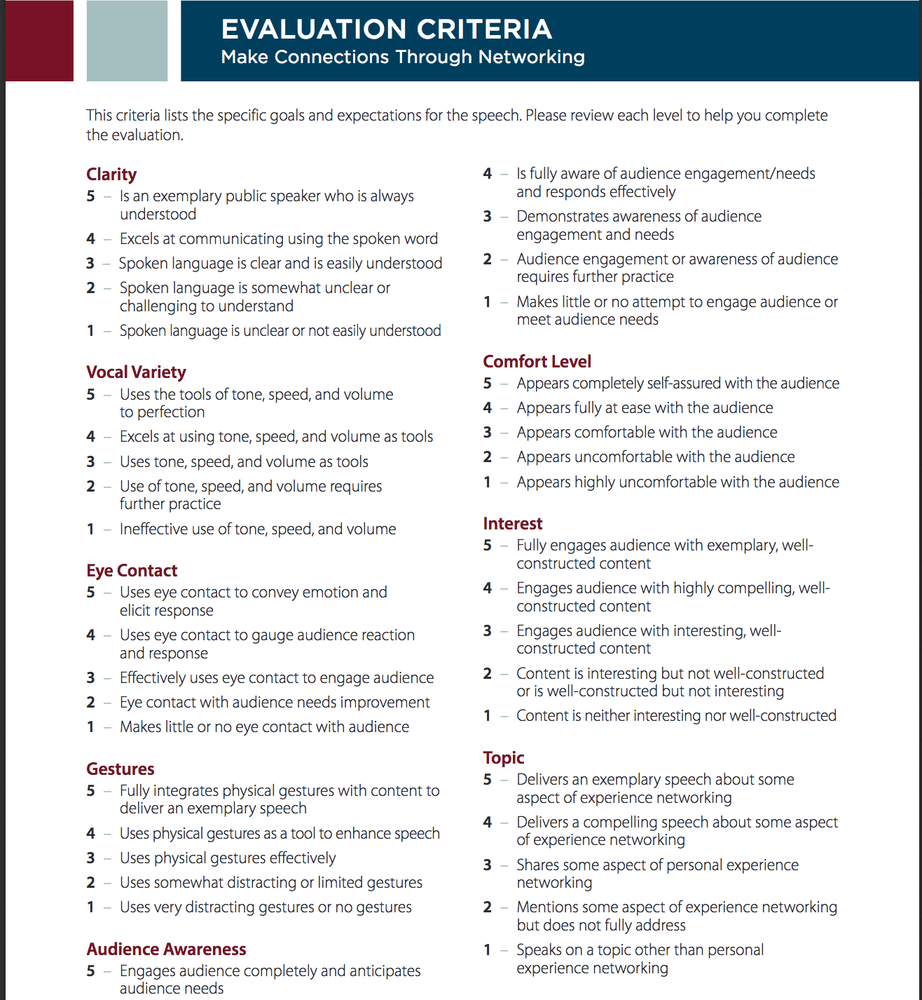 EVALUATION CRITERIA
Make Connections Through Networking
This criteria lists the specific goals and expectations for the speech. Please review each level to help you complete
the evaluation.
Clarity
5 – Is an exemplary public speaker who is always
understood
4 – Excels at communicating using the spoken word
3 – Spoken language is clear and is easily understood
2 – Spoken language is somewhat unclear or
challenging to understand
1 – Spoken language is unclear or not easily understood
Vocal Variety
5 – Uses the tools of tone, speed, and volume
to perfection
4 – Excels at using tone, speed, and volume as tools
3 – Uses tone, speed, and volume as tools
2 – Use of tone, speed, and volume requires
further practice
1 – Ineffective use of tone, speed, and volume
Eye Contact
5 – Uses eye contact to convey emotion and
elicit response
4 – Uses eye contact to gauge audience reaction
and response
3 – Effectively uses eye contact to engage audience
2 – Eye contact with audience needs improvement
1 – Makes little or no eye contact with audience
Gestures
5 – Fully integrates physical gestures with content to
deliver an exemplary speech
4 – Uses physical gestures as a tool to enhance speech
3 – Uses physical gestures effectively
2 – Uses somewhat distracting or limited gestures
1 – Uses very distracting gestures or no gestures
Audience Awareness
5 – Engages audience completely and anticipates
audience needs
4 – Is fully aware of audience engagement/needs
and responds effectively
3 – Demonstrates awareness of audience
engagement and needs
2 – Audience engagement or awareness of audience
requires further practice
1 – Makes little or no attempt to engage audience or
meet audience needs
Comfort Level
5 – Appears completely self-assured with the audience
4 – Appears fully at ease with the audience
3 – Appears comfortable with the audience
2 – Appears uncomfortable with the audience
1 – Appears highly uncomfortable with the audience
Interest
5 – Fully engages audience with exemplary, well-
constructed content
4 – Engages audience with highly compelling, well-
constructed content
3 – Engages audience with interesting, well-
constructed content
2 – Content is interesting but not well-constructed
or is well-constructed but not interesting
1 – Content is neither interesting nor well-constructed
Topic
5 – Delivers an exemplary speech about some
aspect of experience networking
4 – Delivers a compelling speech about some aspect
of experience networking
3 – Shares some aspect of personal experience
networking
2 – Mentions some aspect of experience networking
but does not fully address
1 – Speaks on a topic other than personal
experience networking